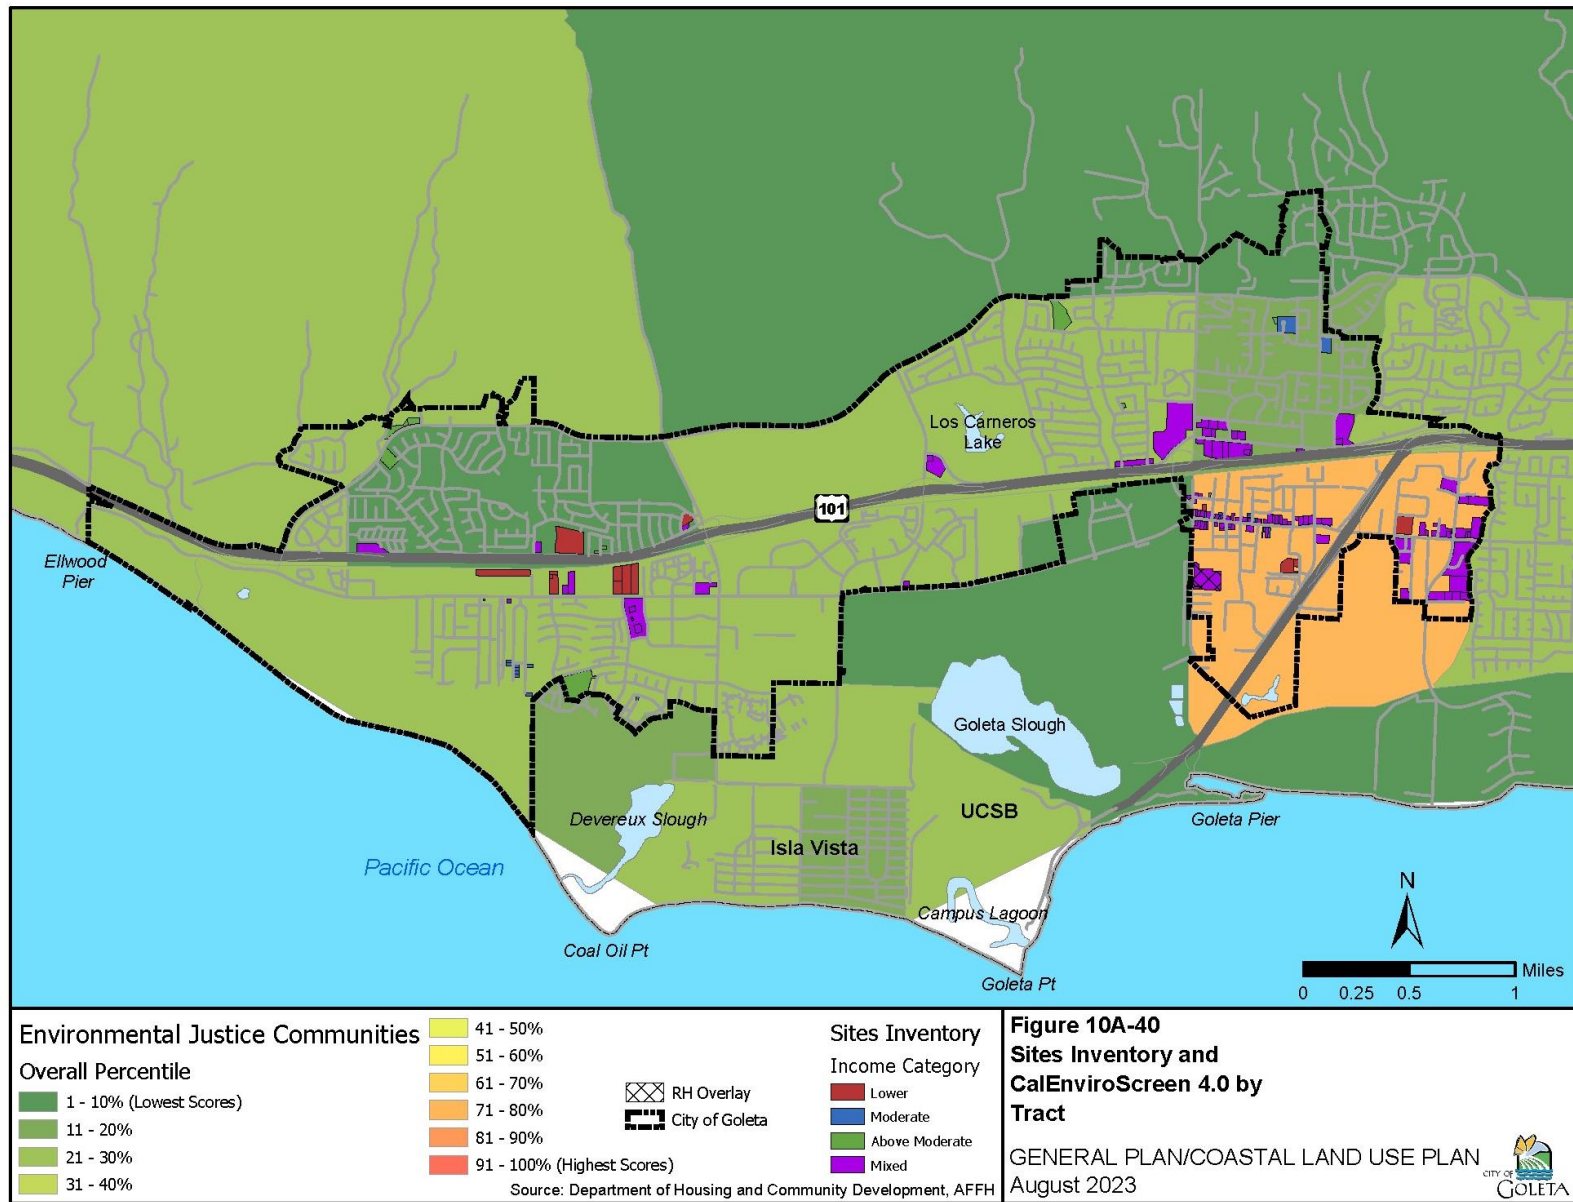 Los Carneros
Lake
101
Ellwood
Pier
Goleta Slough
UCSB
Goleta Pier
Devereux Slough
Isla Vista
Pacific Ocean
Campus Lagoon
Coal Oil Pt
Goleta Pt
N
Miles
0 0.25 0.5 1
Environmental Justice Communities
Overall Percentile
1 - 10% (Lowest Scores)
11 - 20%
21 - 30%
31 - 40%
41 - 50%
51 - 60%
61 - 70%
71 - 80%
81 - 90%
91 - 100% (Highest Scores)
RH Overlay
City of Goleta
Sites Inventory
Income Category
Lower
Moderate
Above Moderate
Mixed
Source: Department of Housing and Community Development, AFFH
Figure 10A-40
Sites Inventory and
CalEnviroScreen 4.0 by
Tract
GENERAL PLAN/COASTAL LAND USE PLAN
August 2023
CITY OF
GOLETA